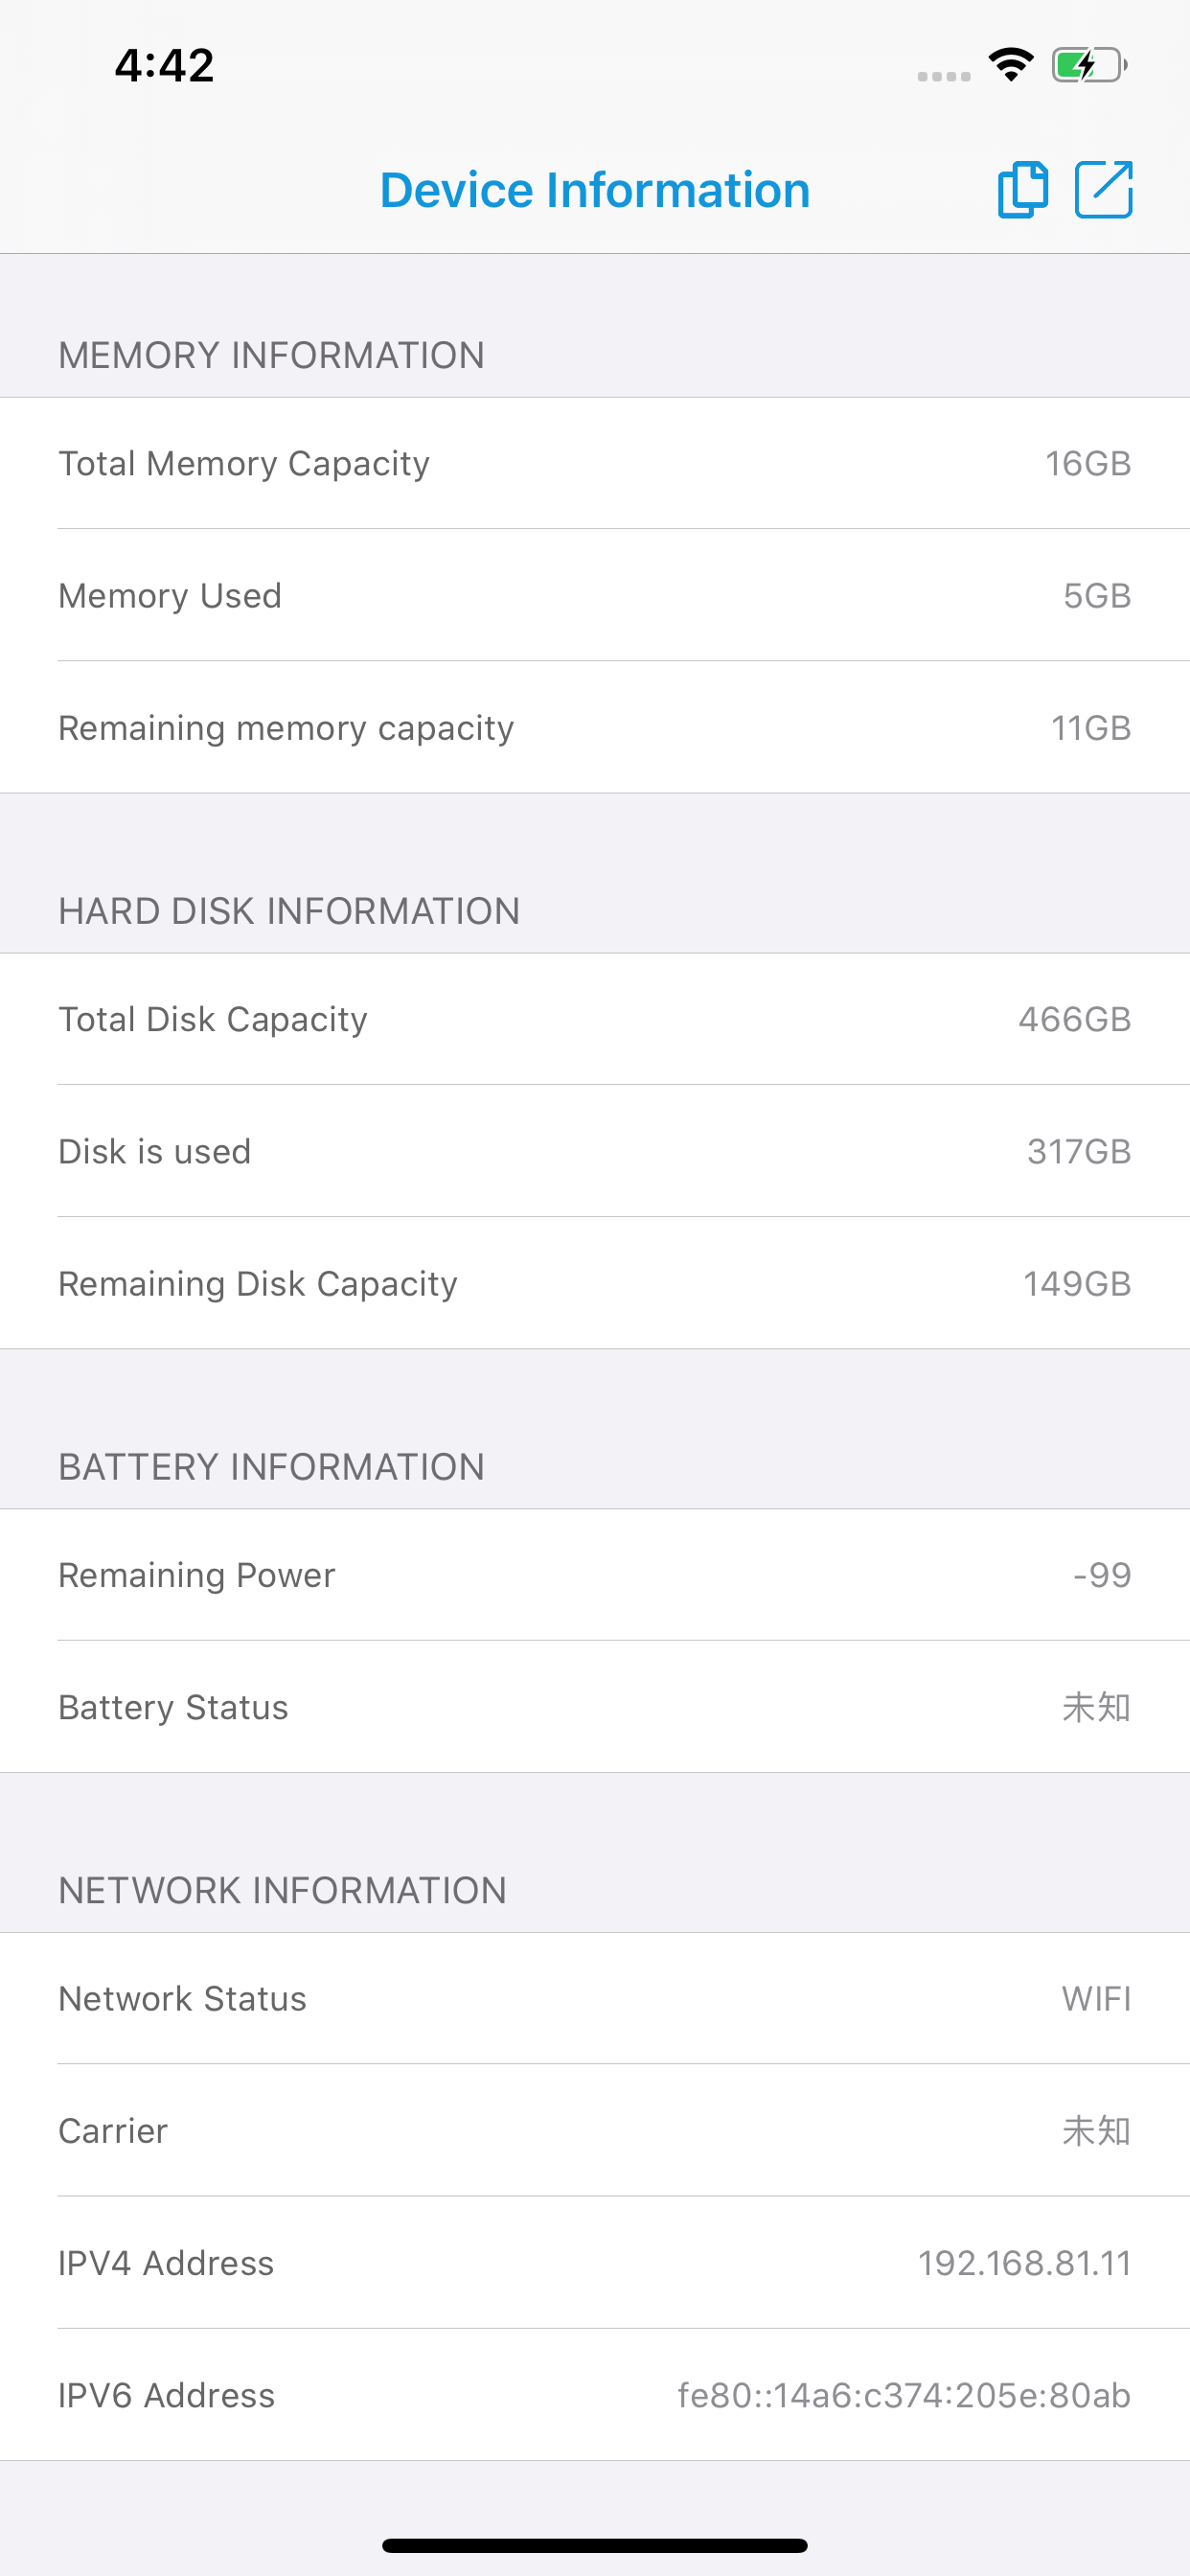 4:42
Device Information
MEMORY INFORMATION
Total Memory Capacity 16GB
Memory Used 5GB
Remaining memory capacity 11GB
HARD DISK INFORMATION
Total Disk Capacity 466GB
Disk is used 317GB
Remaining Disk Capacity 149GB
BATTERY INFORMATION
Remaining Power -99
Battery Status 未知
NETWORK INFORMATION
Network Status WIFI
Carrier 未知
IPV4 Address 192.168.81.11
IPV6 Address fe80::14a6:c374:205e:80ab